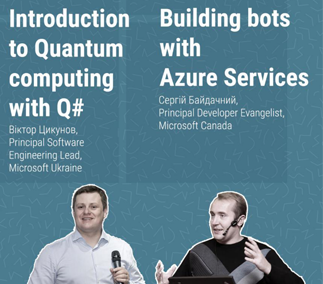 Introduction
to Quantum
computing
with Q#
Віктор Цикунов,
Principal Software
Engineering Lead,
Microsoft Ukraine
Building bots
with
Azure Services
Сергій Байдачний,
Principal Developer Evangelist,
Microsoft Canada